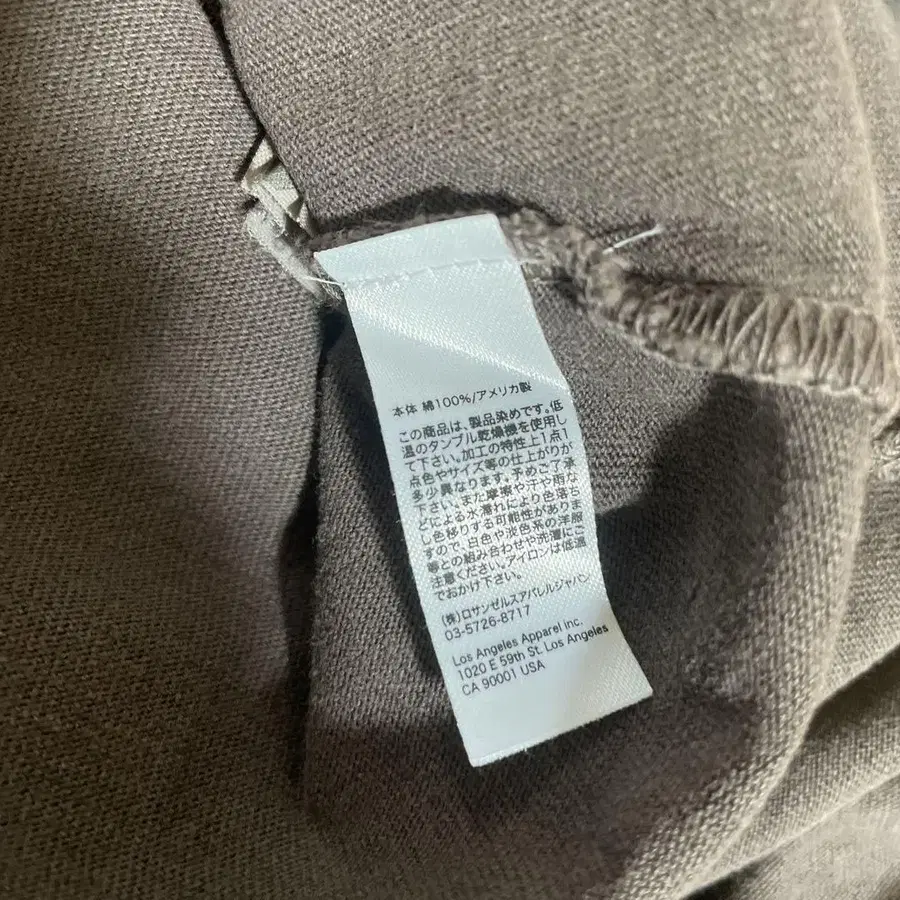 本体 綿100%/アメリカ製
この商品は、製品染めです。低
温のタンブル乾燥機を使用し
て下さい。加工の特性上1点1
点色やサイズ等の仕上がりが
多少異なります。予めご了承
下さい。また摩擦や汗や雨な
どによる水濡れにより色落ち
し色移りする可能性がありま
すので、白色や淡色系の洋服
等との組み合わせや洗濯にご
注意ください。アイロンは低温
でおかけ下さい。
(株)ロサンゼルスアパレルジャパン
03-5726-8717
Los Angeles Apparel inc.
1020 E 59th St. Los Angeles
CA 90001 USA